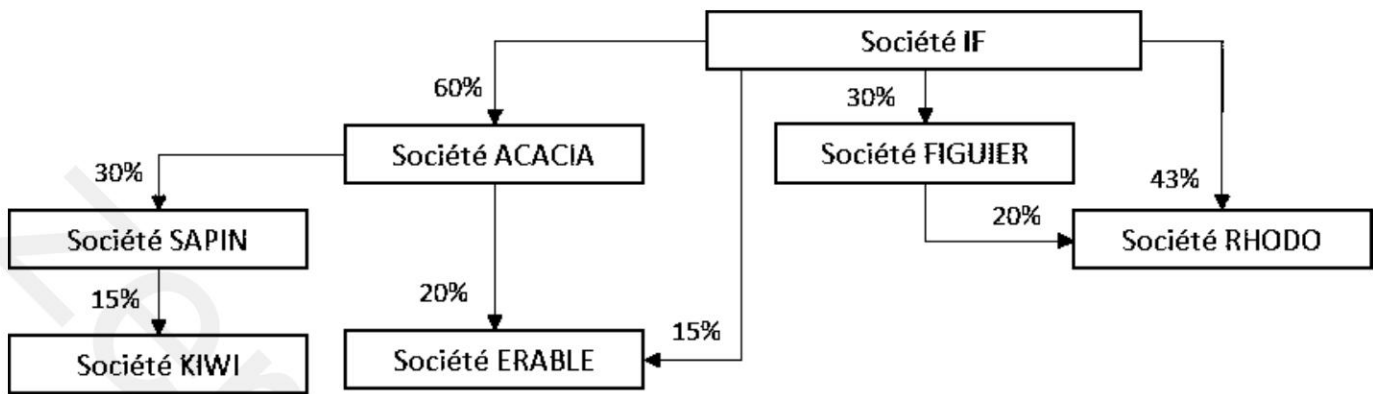 Société IF
60%
30%
Société ACACIA
Société FIGUIER
30%
43%
20%
Société SAPIN
Société RHODO
15%
20%
15%
Société KIWI
Société ERABLE